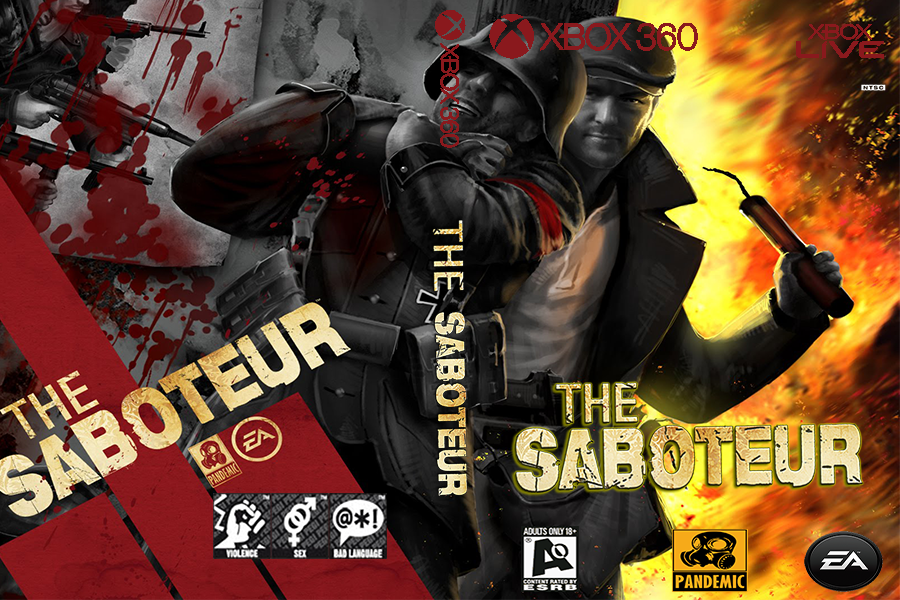 THE
SABOTEUR
EA
PANDEMIC
VIOLENCE
SEX
@*!
BAD LANGUAGE
XBOX 360
THE SABOTEUR
XBOX 360
XBOX
LIVE
NTSC
THE
SABOTEUR
ADULTS ONLY 18+
AO
CONTENT RATED BY
ESRB
PANDEMIC
EA